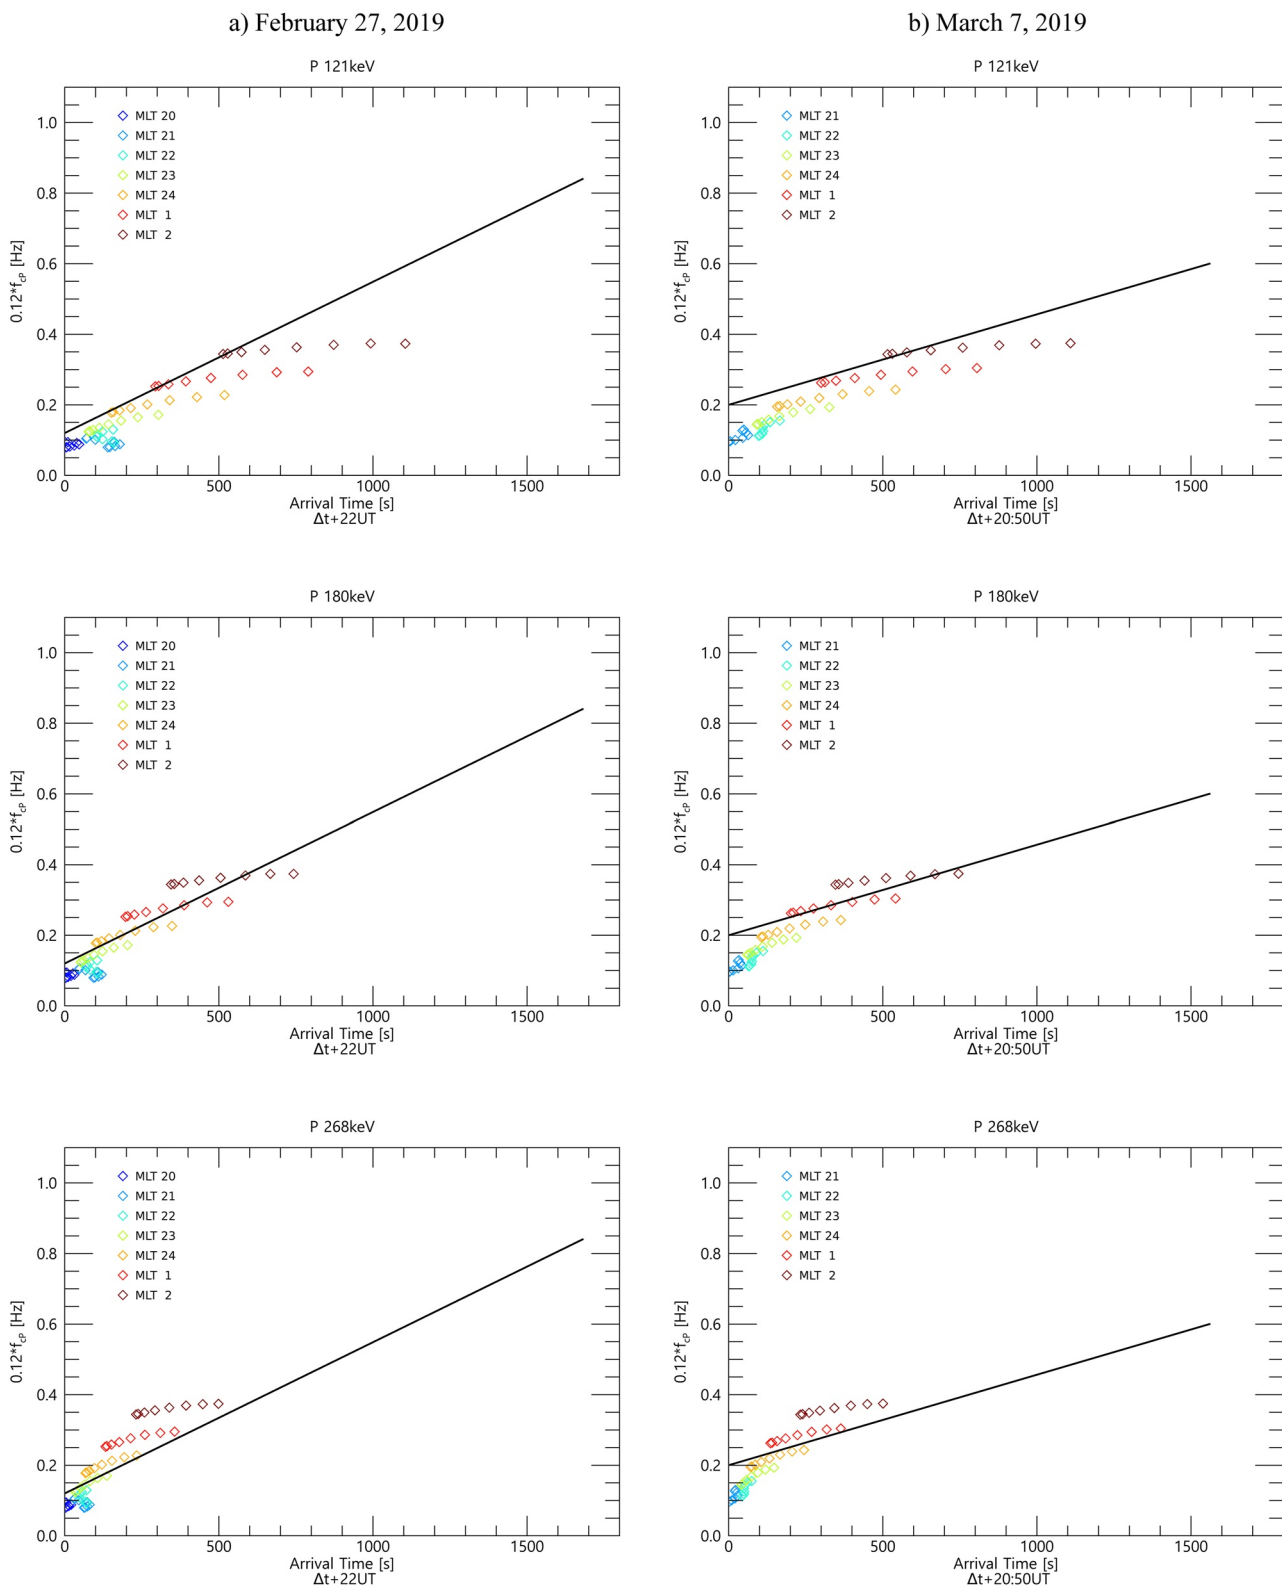 a) February 27, 2019
b) March 7, 2019
P 121keV
1.0
0.8
0.6
0.4
0.2
0.0
0.12*fcP [Hz]
MLT 20
MLT 21
MLT 22
MLT 23
MLT 24
MLT 1
MLT 2
0 500 1000 1500
Arrival Time [s]
Δt+22UT
P 121keV
1.0
0.8
0.6
0.4
0.2
0.0
0.12*fcP [Hz]
MLT 21
MLT 22
MLT 23
MLT 24
MLT 1
MLT 2
0 500 1000 1500
Arrival Time [s]
Δt+20:50UT
P 180keV
1.0
0.8
0.6
0.4
0.2
0.0
0.12*fcP [Hz]
MLT 20
MLT 21
MLT 22
MLT 23
MLT 24
MLT 1
MLT 2
0 500 1000 1500
Arrival Time [s]
Δt+22UT
P 180keV
1.0
0.8
0.6
0.4
0.2
0.0
0.12*fcP [Hz]
MLT 21
MLT 22
MLT 23
MLT 24
MLT 1
MLT 2
0 500 1000 1500
Arrival Time [s]
Δt+20:50UT
P 268keV
1.0
0.8
0.6
0.4
0.2
0.0
0.12*fcP [Hz]
MLT 20
MLT 21
MLT 22
MLT 23
MLT 24
MLT 1
MLT 2
0 500 1000 1500
Arrival Time [s]
Δt+22UT
P 268keV
1.0
0.8
0.6
0.4
0.2
0.0
0.12*fcP [Hz]
MLT 21
MLT 22
MLT 23
MLT 24
MLT 1
MLT 2
0 500 1000 1500
Arrival Time [s]
Δt+20:50UT